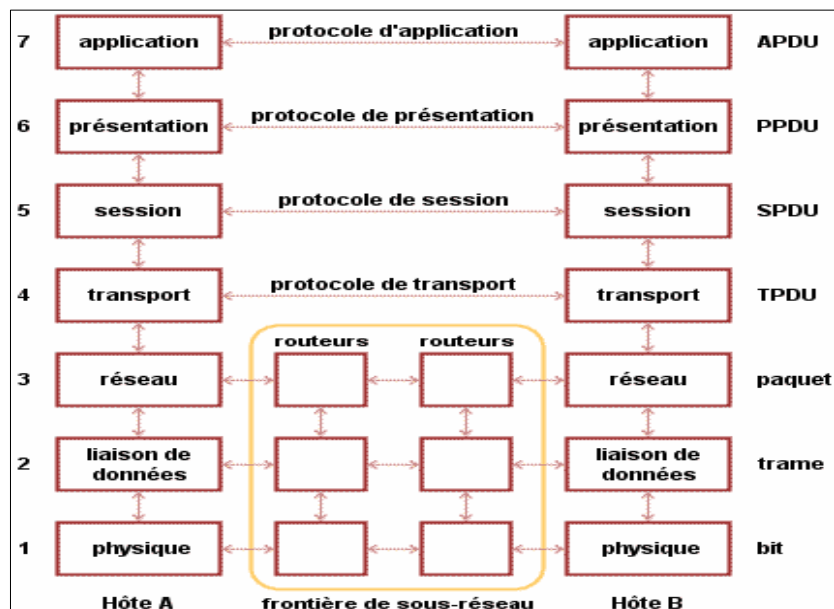 7 application protocole d'application application APDU
6 présentation protocole de présentation présentation PPDU
5 session protocole de session session SPDU
4 transport protocole de transport transport TPDU
routeurs routeurs
3 réseau réseau paquet
2 liaison de données liaison de données trame
1 physique physique bit
Hôte A frontière de sous-réseau Hôte B